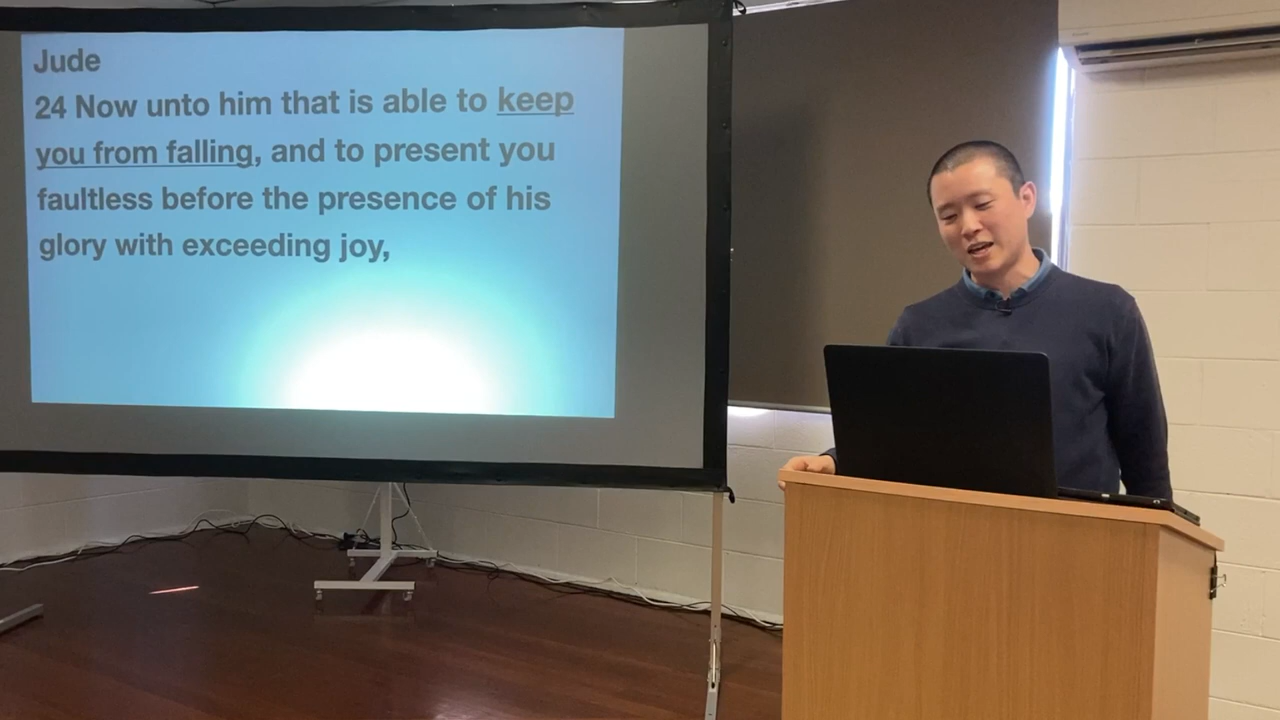 Jude
24 Now unto him that is able to keep
you from falling, and to present you
faultless before the presence of his
glory with exceeding joy,